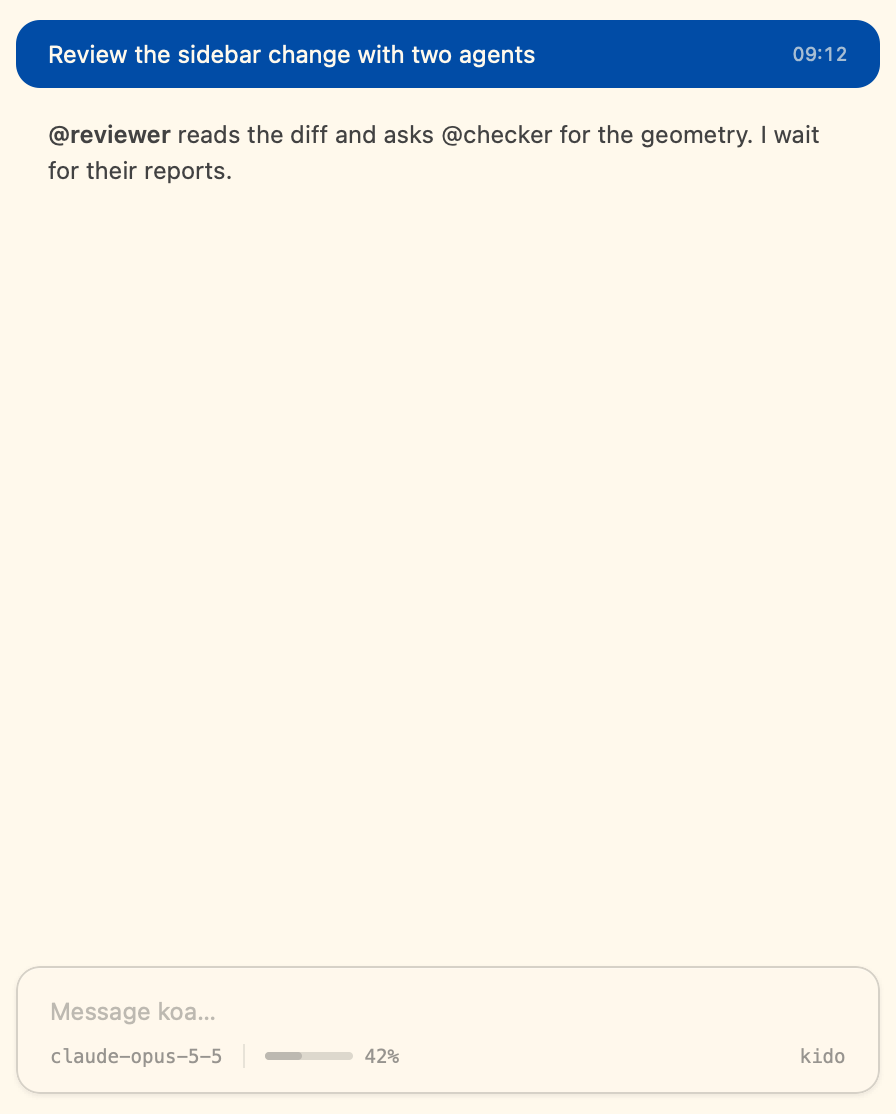 Review the sidebar change with two agents 09:12
@reviewer reads the diff and asks @checker for the geometry. I wait
for their reports.
Message koa...
claude-opus-5-5 42% kido